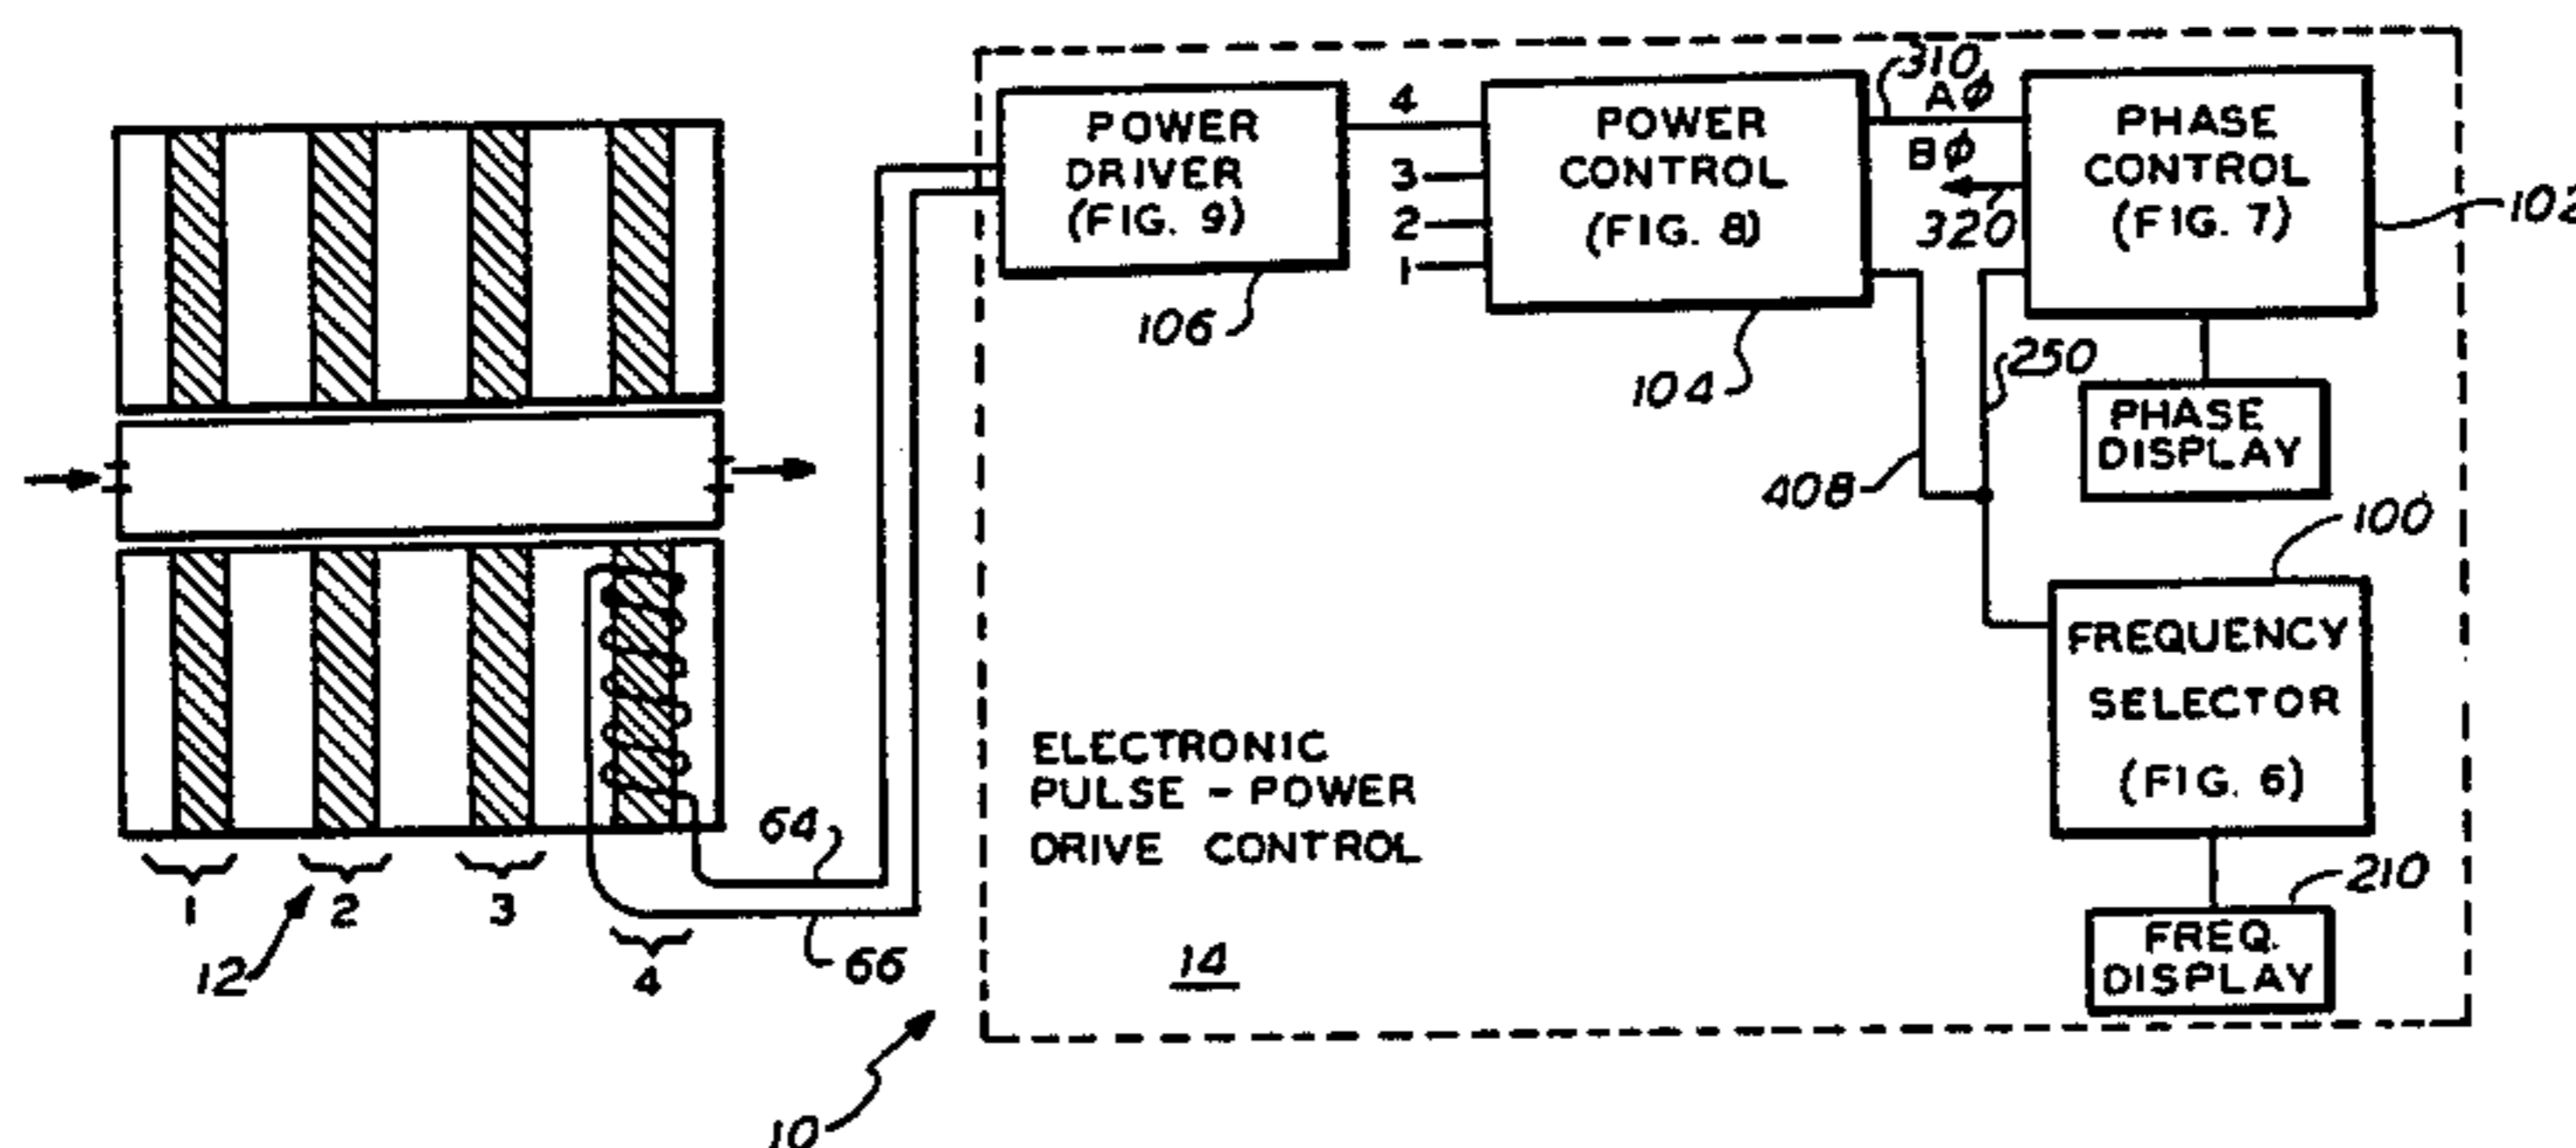 POWER
DRIVER
(FIG. 9)
106
4
3
2
1
POWER
CONTROL
(FIG. 8)
104
310
Aφ
Bφ
320
PHASE
CONTROL
(FIG. 7)
102
250
PHASE
DISPLAY
408
100
FREQUENCY
SELECTOR
(FIG. 6)
210
FREQ.
DISPLAY
ELECTRONIC
PULSE - POWER
DRIVE CONTROL
14
64
66
1
2
3
4
12
10